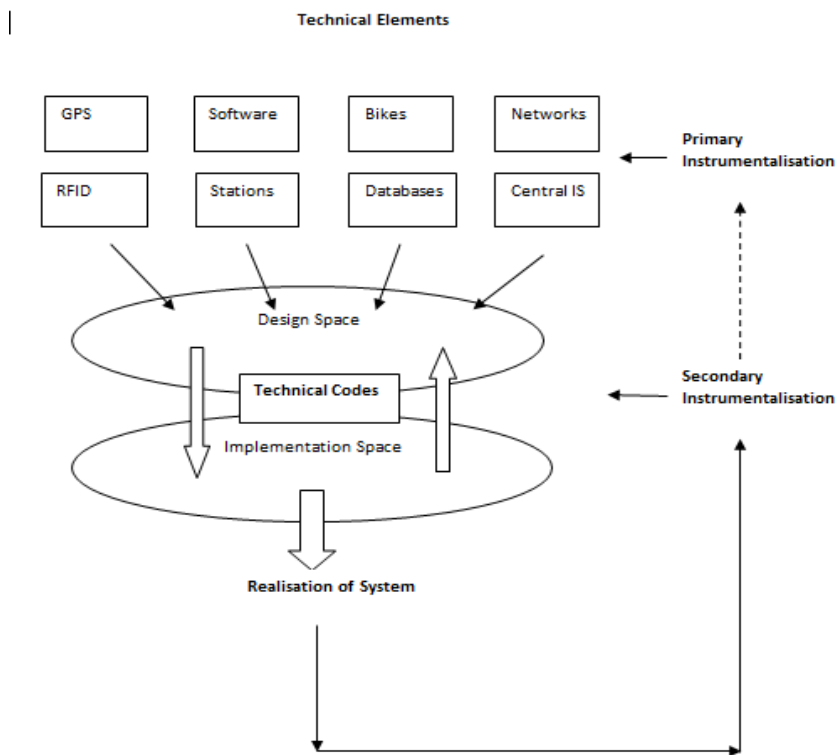 Technical Elements
GPS
Software
Bikes
Networks
Primary
Instrumentalisation
RFID
Stations
Databases
Central IS
Design Space
Technical Codes
Secondary
Instrumentalisation
Implementation Space
Realisation of System